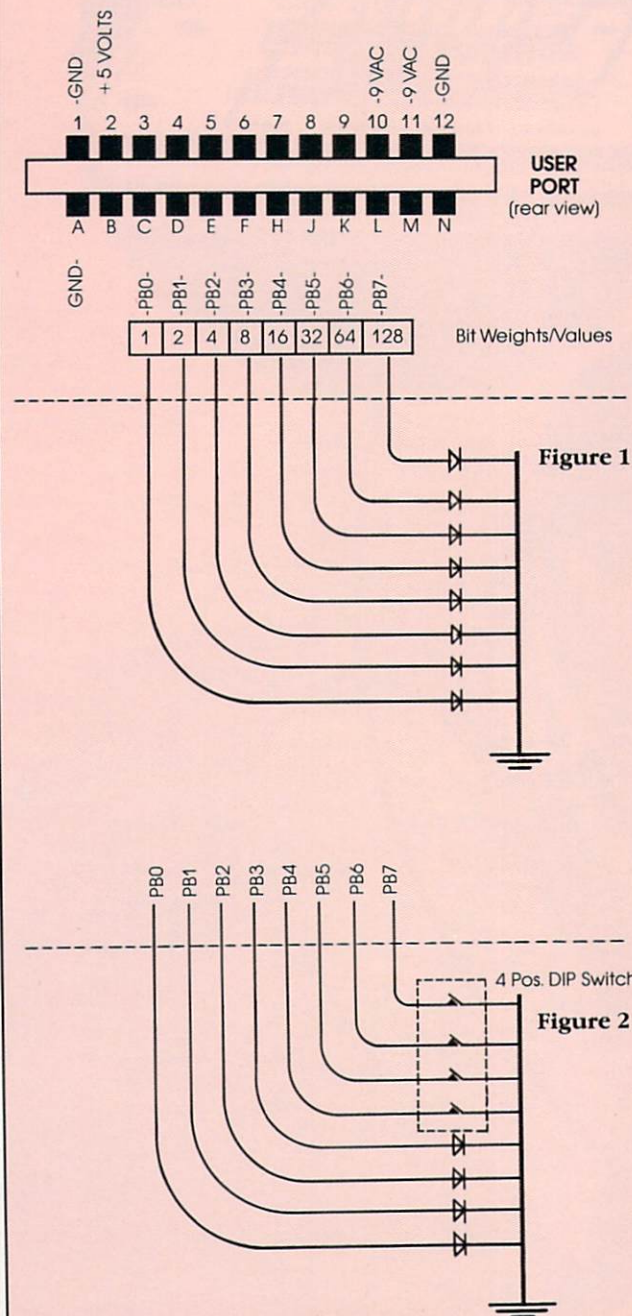 -GND
+5 VOLTS
-9 VAC
-9 VAC
-GND
1 2 3 4 5 6 7 8 9 10 11 12
USER
PORT
(rear view)
A B C D E F H J K L M N
GND-
-PB0-
-PB1-
-PB2-
-PB3-
-PB4-
-PB5-
-PB6-
-PB7-
1 2 4 8 16 32 64 128
Bit Weights/Values
Figure 1
PB0
PB1
PB2
PB3
PB4
PB5
PB6
PB7
4 Pos. DIP Switch
Figure 2